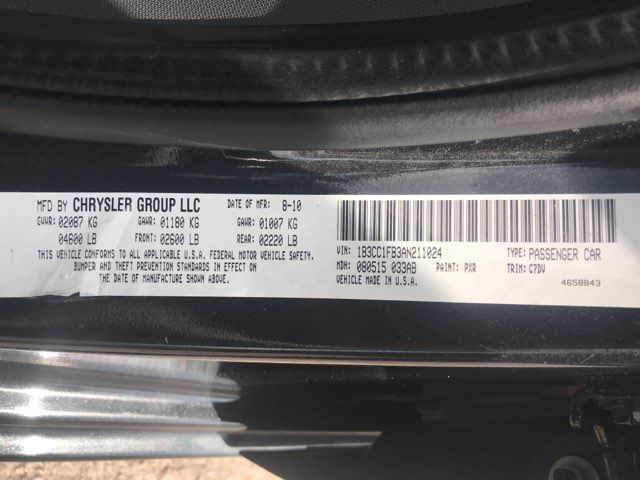 MFD BY CHRYSLER GROUP LLC DATE OF MFR: 8-10
GVWR: 02087 KG GAWR: 01180 KG GAWR: 01007 KG
04600 LB FRONT: 02600 LB REAR: 02220 LB
THIS VEHICLE CONFORMS TO ALL APPLICABLE U.S.A. FEDERAL MOTOR VEHICLE SAFETY,
BUMPER AND THEFT PREVENTION STANDARDS IN EFFECT ON
THE DATE OF MANUFACTURE SHOWN ABOVE.
VIN: 1B3CC1FB3AN211024 TYPE: PASSENGER CAR
MDH: 080515 033AB PAINT: PXR TRIM: C7DV
VEHICLE MADE IN U.S.A. 4658843